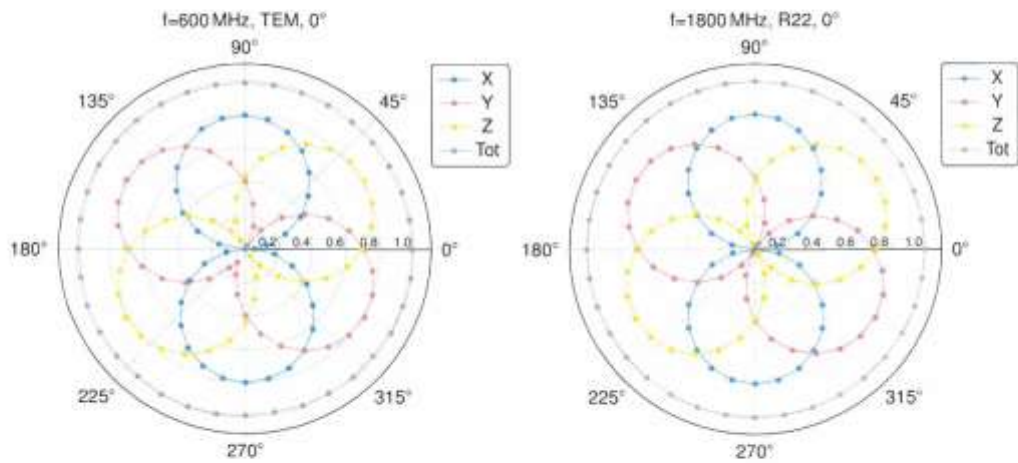 f=600 MHz, TEM, 0°
90°
135°
45°
X
Y
Z
Tot
180°
0.2 0.4 0.6 0.8 1.0
0°
225°
315°
270°
f=1800 MHz, R22, 0°
90°
135°
45°
X
Y
Z
Tot
180°
0.2 0.4 0.6 0.8 1.0
0°
225°
315°
270°